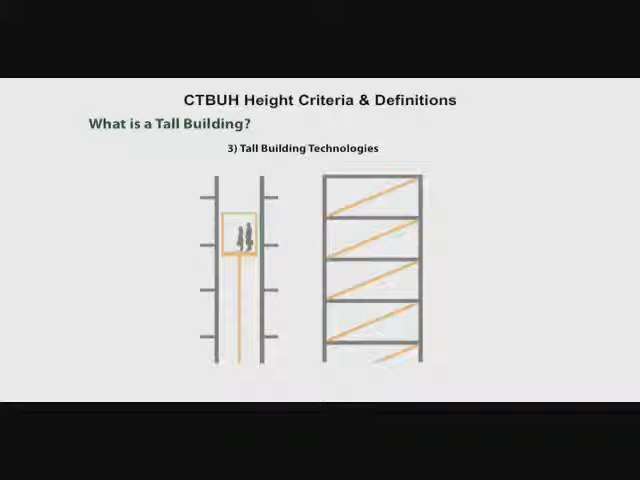 CTBUH Height Criteria & Definitions
What is a Tall Building?
3) Tall Building Technologies